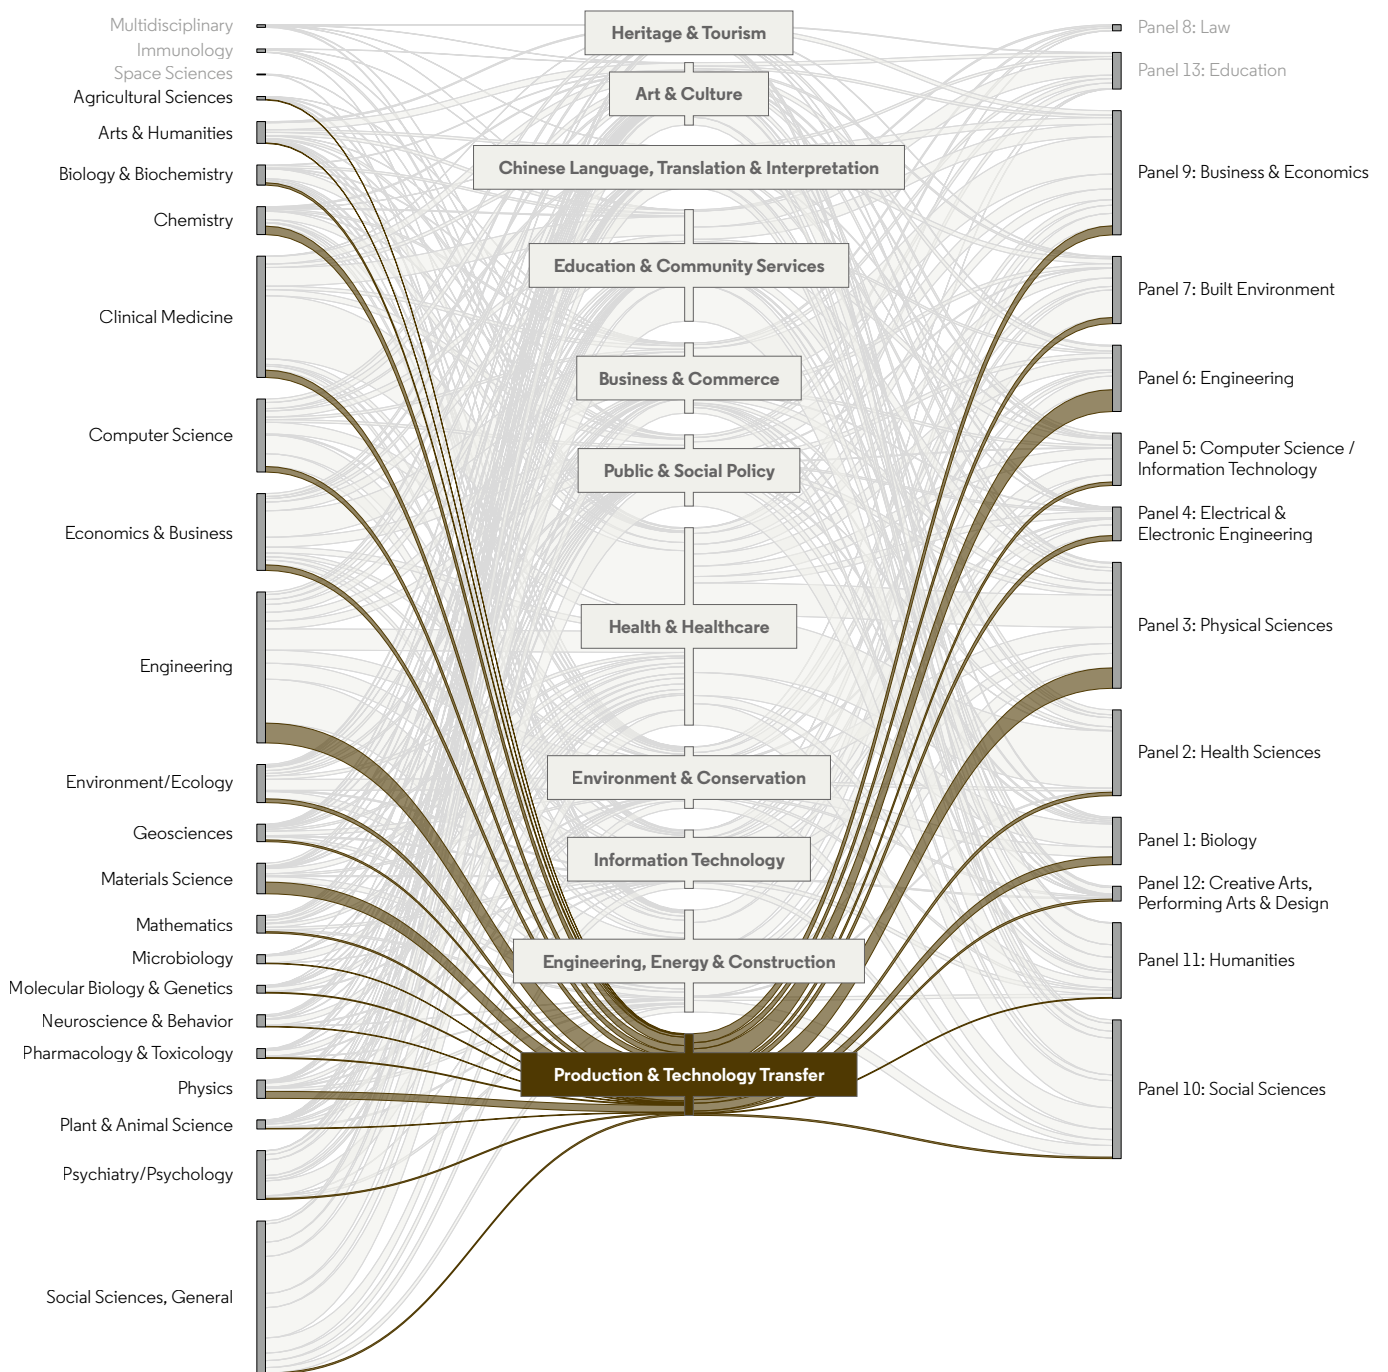 Multidisciplinary
Immunology
Space Sciences
Agricultural Sciences
Arts & Humanities
Biology & Biochemistry
Chemistry
Clinical Medicine
Computer Science
Economics & Business
Engineering
Environment/Ecology
Geosciences
Materials Science
Mathematics
Microbiology
Molecular Biology & Genetics
Neuroscience & Behavior
Pharmacology & Toxicology
Physics
Plant & Animal Science
Psychiatry/Psychology
Social Sciences, General
Heritage & Tourism
Art & Culture
Chinese Language, Translation & Interpretation
Education & Community Services
Business & Commerce
Public & Social Policy
Health & Healthcare
Environment & Conservation
Information Technology
Engineering, Energy & Construction
Production & Technology Transfer
Panel 8: Law
Panel 13: Education
Panel 9: Business & Economics
Panel 7: Built Environment
Panel 6: Engineering
Panel 5: Computer Science /
Information Technology
Panel 4: Electrical &
Electronic Engineering
Panel 3: Physical Sciences
Panel 2: Health Sciences
Panel 1: Biology
Panel 12: Creative Arts,
Performing Arts & Design
Panel 11: Humanities
Panel 10: Social Sciences